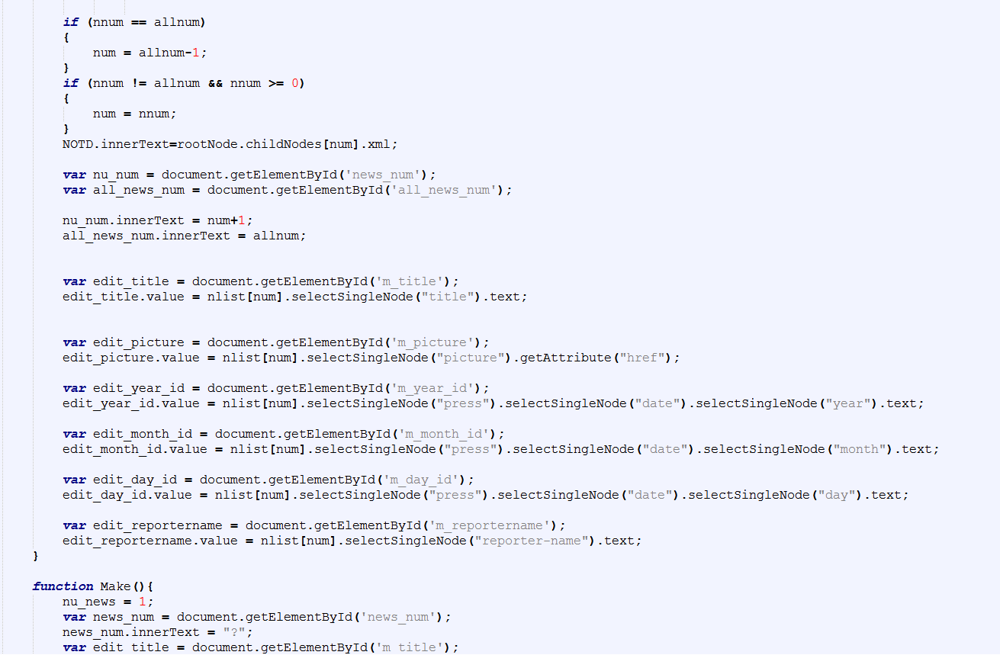 if (nnum == allnum)
{
num = allnum-1;
}
if (nnum != allnum && nnum >= 0)
{
num = nnum;
}
NOTD.innerText=rootNode.childNodes[num].xml;
var nu_num = document.getElementById('news_num');
var all_news_num = document.getElementById('all_news_num');
nu_num.innerText = num+1;
all_news_num.innerText = allnum;
var edit_title = document.getElementById('m_title');
edit_title.value = nlist[num].selectSingleNode("title").text;
var edit_picture = document.getElementById('m_picture');
edit_picture.value = nlist[num].selectSingleNode("picture").getAttribute("href");
var edit_year_id = document.getElementById('m_year_id');
edit_year_id.value = nlist[num].selectSingleNode("press").selectSingleNode("date").selectSingleNode("year").text;
var edit_month_id = document.getElementById('m_month_id');
edit_month_id.value = nlist[num].selectSingleNode("press").selectSingleNode("date").selectSingleNode("month").text;
var edit_day_id = document.getElementById('m_day_id');
edit_day_id.value = nlist[num].selectSingleNode("press").selectSingleNode("date").selectSingleNode("day").text;
var edit_reportername = document.getElementById('m_reportername');
edit_reportername.value = nlist[num].selectSingleNode("reporter-name").text;
}
function Make(){
nu_news = 1;
var news_num = document.getElementById('news_num');
news_num.innerText = "?";
var edit_title = document.getElementById('m_title');